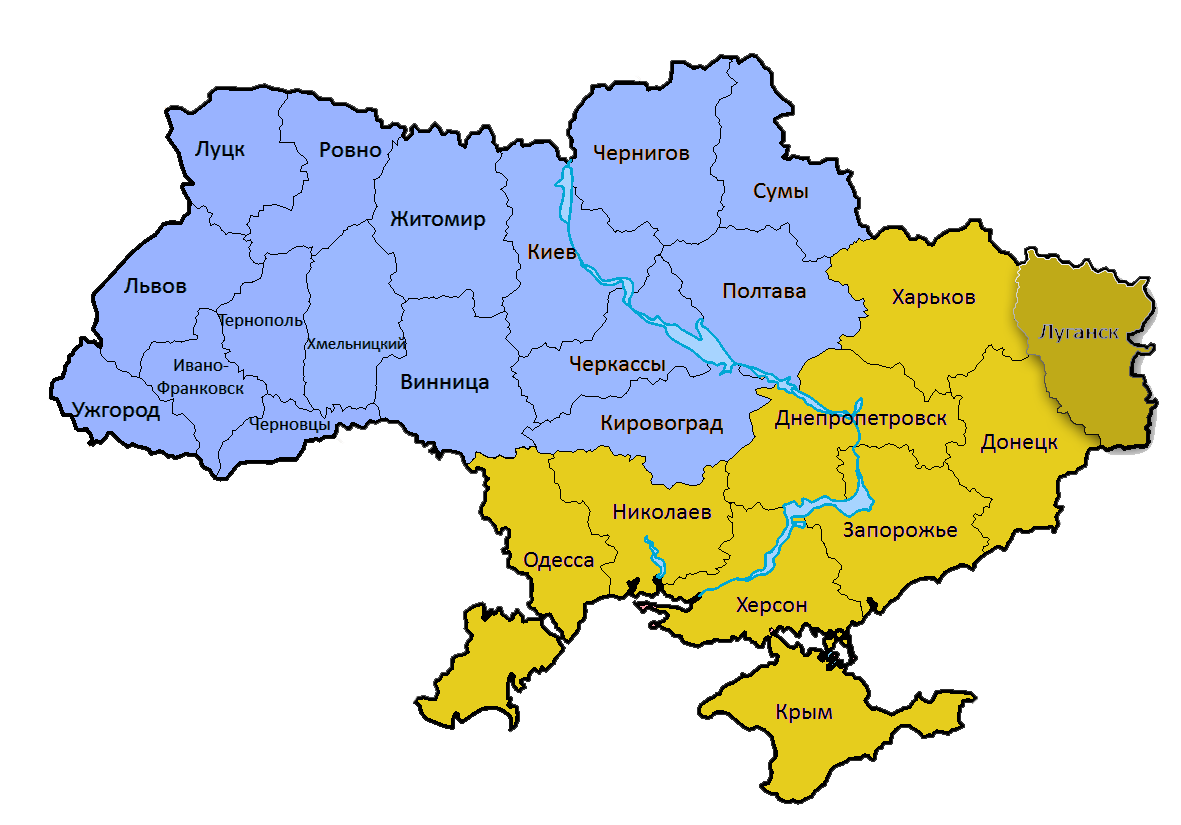 Луцк
Ровно
Чернигов
Сумы
Житомир
Киев
Львов
Полтава
Харьков
Тернополь
Луганск
Хмельницкий
Ивано-
Франковск
Черкассы
Винница
Ужгород
Черновцы
Кировоград
Днепропетровск
Донецк
Николаев
Запорожье
Одесса
Херсон
Крым